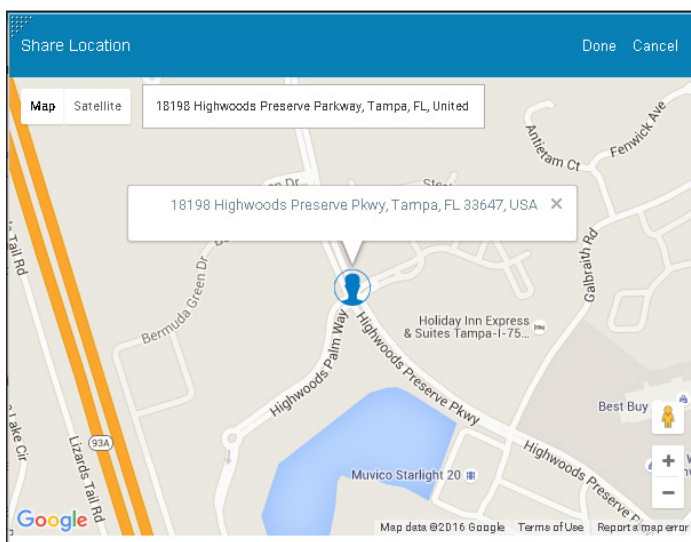 Share Location
Done Cancel
Map Satellite
18198 Highwoods Preserve Parkway, Tampa, FL, United
Antietam Ct
Fenwick Ave
18198 Highwoods Preserve Pkwy, Tampa, FL 33647, USA
Tail Rd
Bermuda Green Dr
Galbraith Rd
Holiday Inn Express
& Suites Tampa-I-75...
Highwoods Palm Way
Highwoods Preserve Pkwy
Best Buy
Lake Cir
93A
Lizards Tail Rd
Muvico Starlight 20
Highwoods Preserve
+
−
Google
Map data ©2016 Google Terms of Use Report a map error